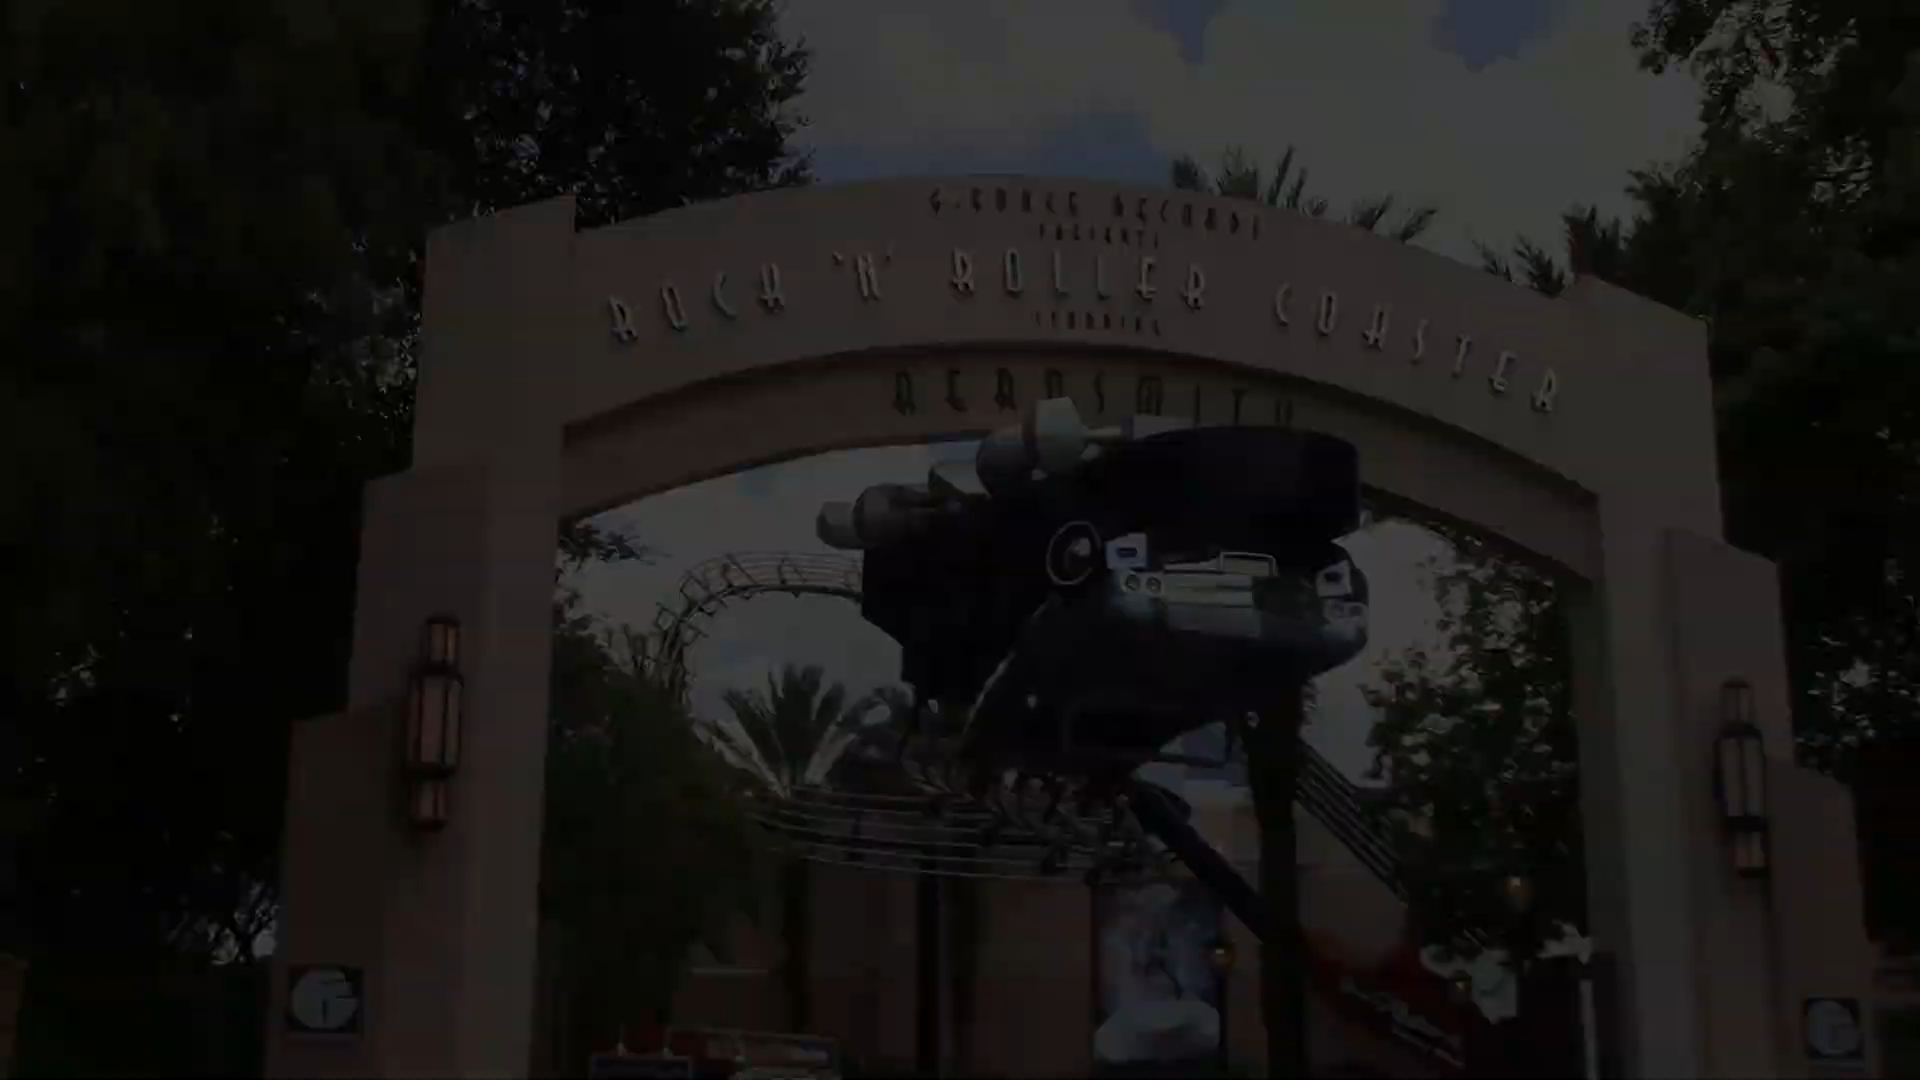 G-FORCE RECORDS
PRESENTS
ROCK 'N' ROLLER COASTER
STARRING
AEROSMITH